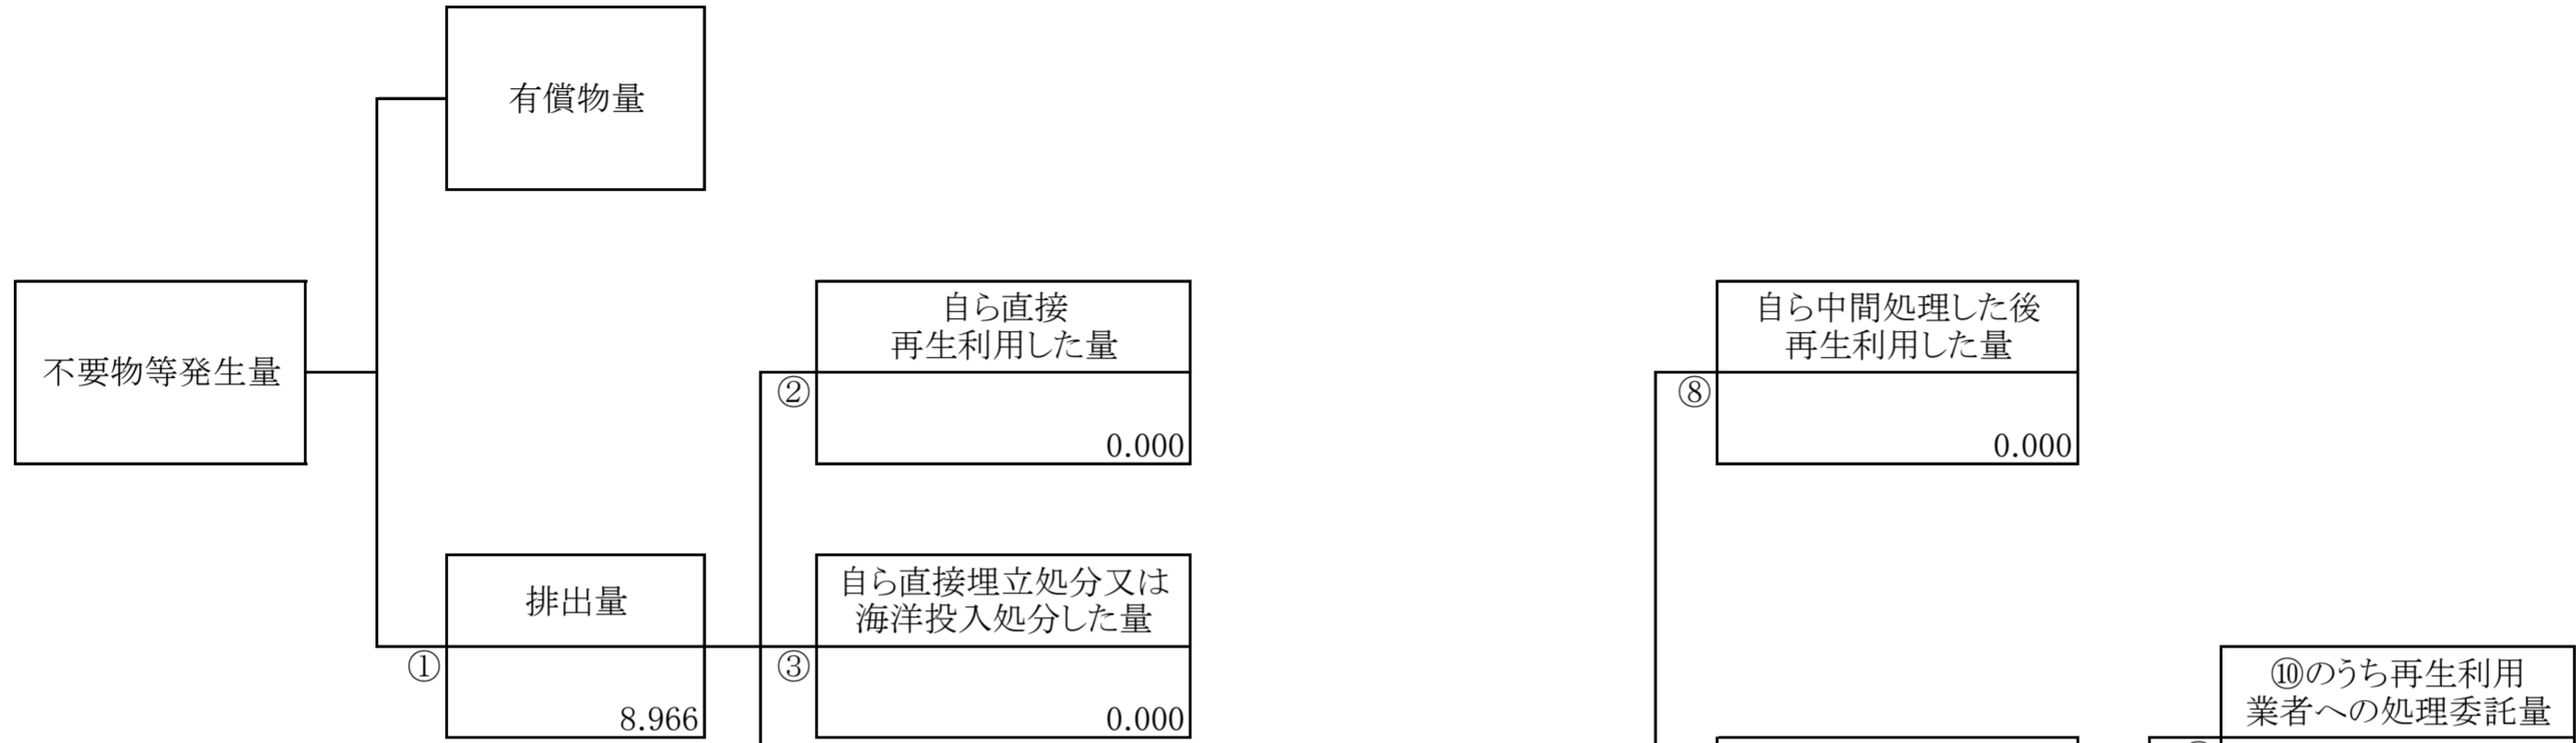 有償物量
不要物等発生量
自ら直接
再生利用した量
②
0.000
自ら中間処理した後
再生利用した量
⑧
0.000
排出量
①
8.966
自ら直接埋立処分又は
海洋投入処分した量
③
0.000
⑩のうち再生利用
業者への処理委託量